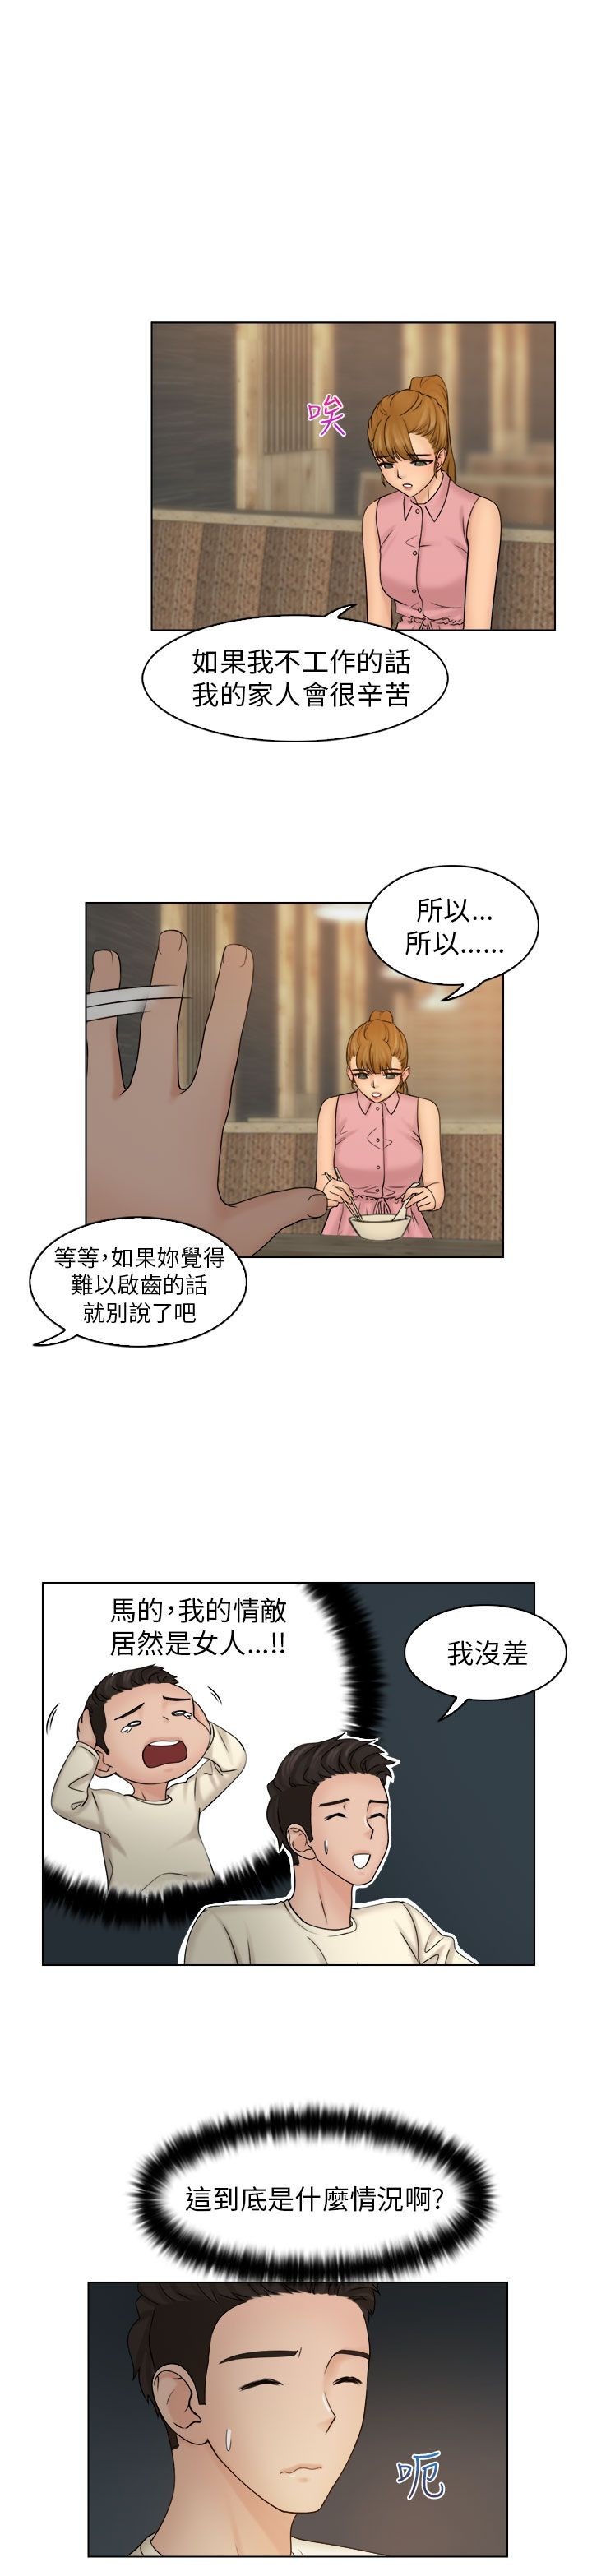 唉
如果我不工作的話
我的家人會很辛苦
所以...
所以......
等等,如果妳覺得
難以啟齒的話
就別說了吧
馬的,我的情敵
居然是女人...!!
我沒差
這到底是什麼情況啊?
呃